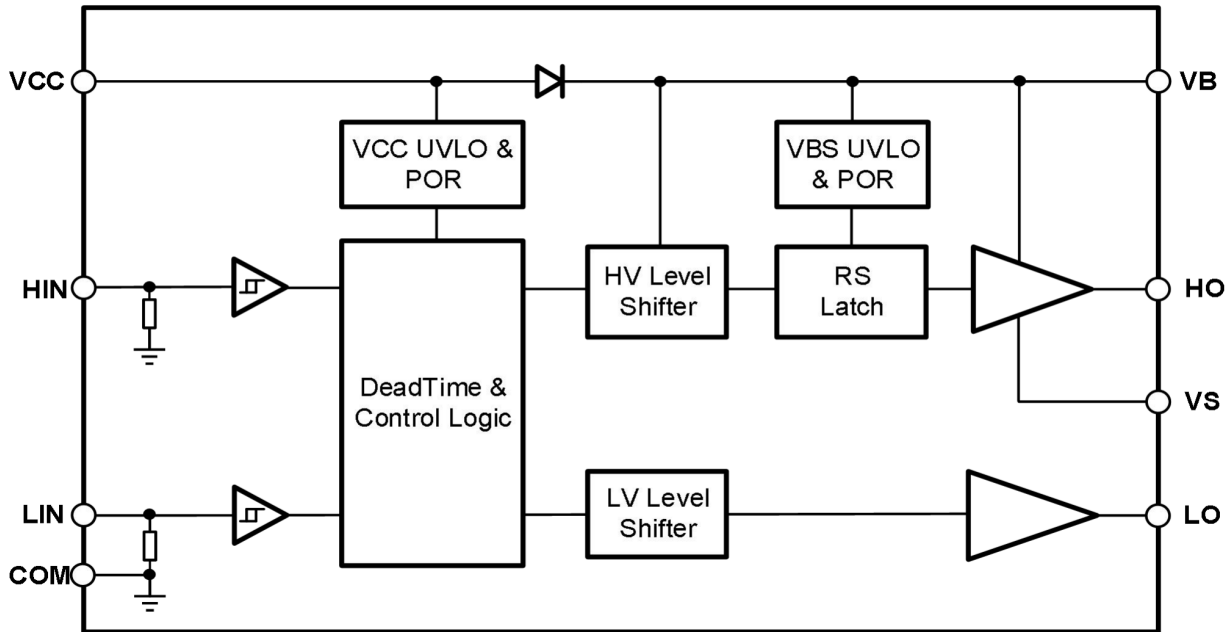 VCC
VB
VCC UVLO &
POR
VBS UVLO
& POR
HIN
HV Level
Shifter
RS
Latch
HO
DeadTime &
Control Logic
VS
LIN
LV Level
Shifter
LO
COM